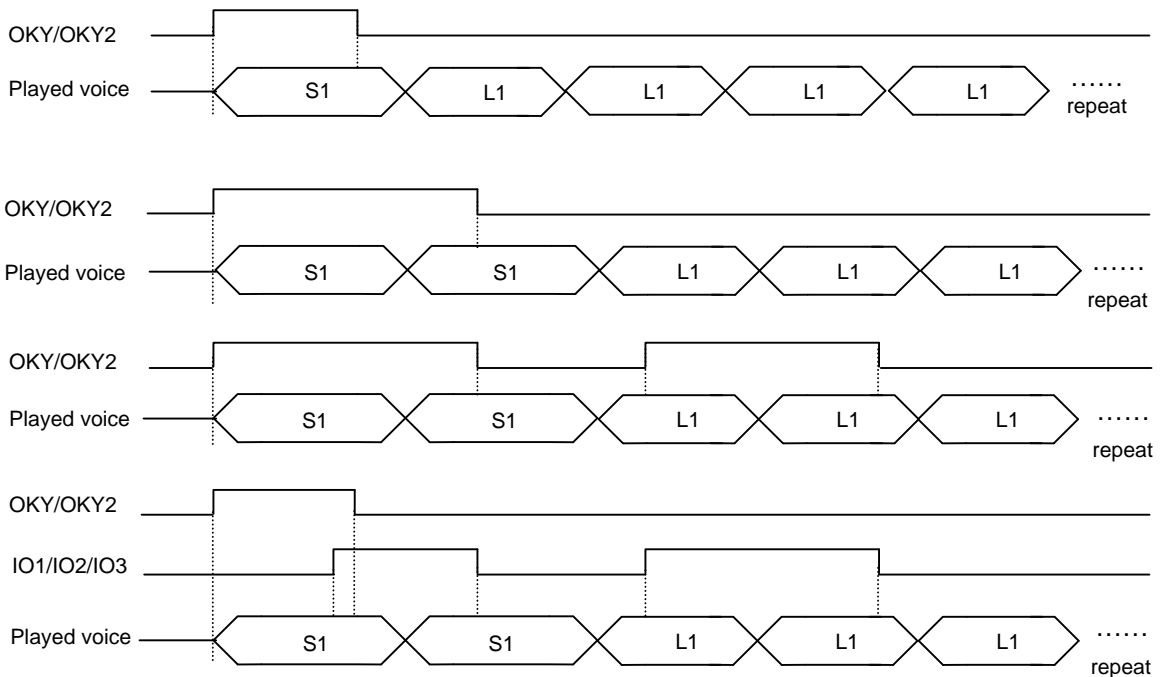 OKY/OKY2
Played voice S1 L1 L1 L1 L1 ......
repeat
OKY/OKY2
Played voice S1 S1 L1 L1 L1 ......
repeat
OKY/OKY2
Played voice S1 S1 L1 L1 L1 ......
repeat
OKY/OKY2
IO1/IO2/IO3
Played voice S1 S1 L1 L1 L1 ......
repeat